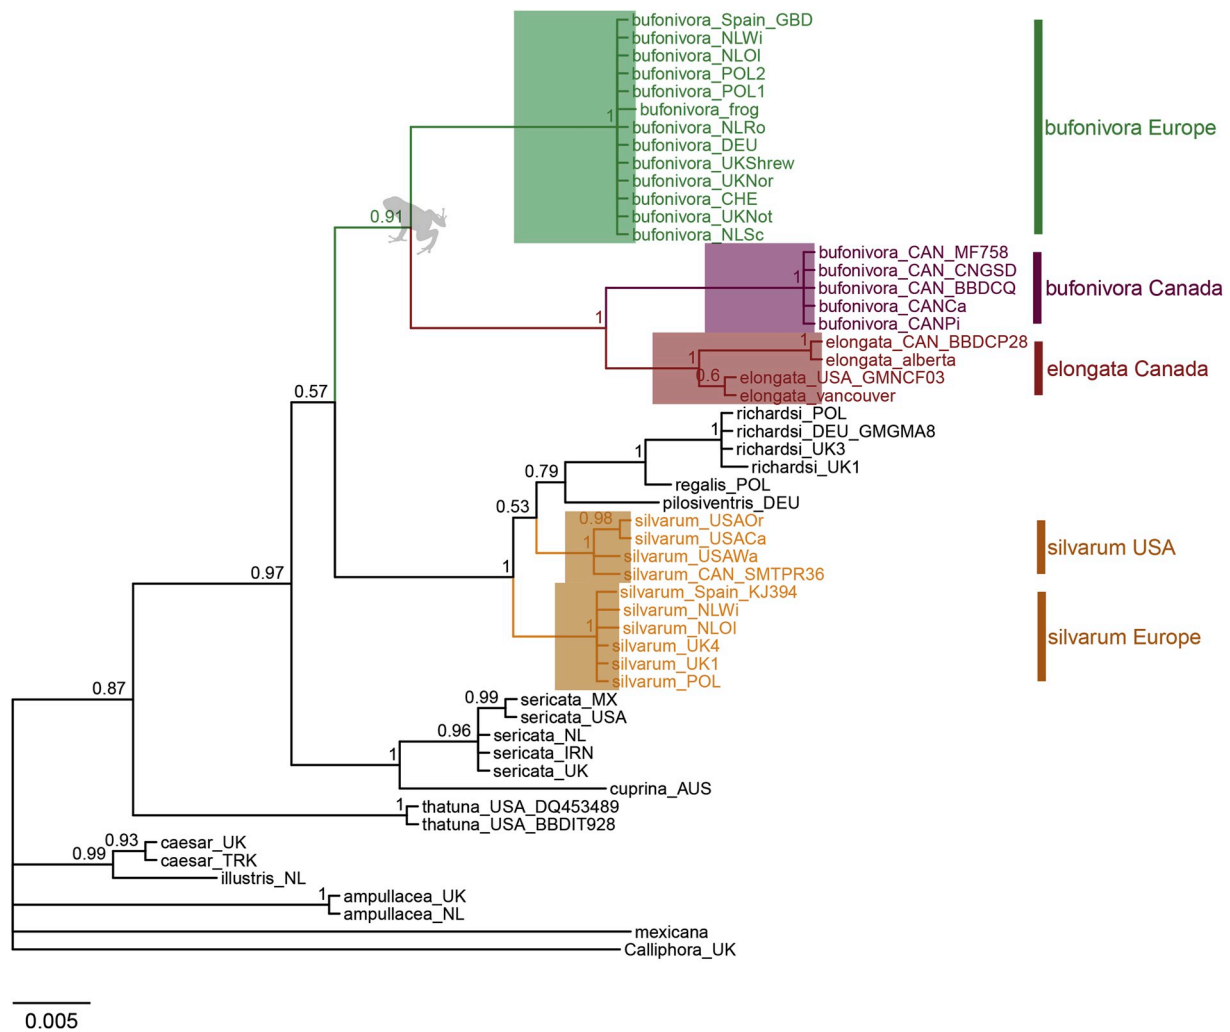 bufonivora_Spain_GBD
bufonivora_NLWi
bufonivora_NLOl
bufonivora_POL2
bufonivora_POL1
1
bufonivora_frog
bufonivora_NLRo
bufonivora Europe
bufonivora_DEU
bufonivora_UKShrew
bufonivora_UKNor
bufonivora_CHE
0.91
bufonivora_UKNot
bufonivora_NLSc
bufonivora_CAN_MF758
1
bufonivora_CAN_CNGSD
bufonivora_CAN_BBDCQ
bufonivora Canada
bufonivora_CANCa
1
bufonivora_CANPi
1
elongata_CAN_BBDCP28
1
elongata_alberta
elongata Canada
0.6
elongata_USA_GMNCF03
0.57
elongata_vancouver
richardsi_POL
1
richardsi_DEU_GMGMA8
1
richardsi_UK3
richardsi_UK1
0.79
regalis_POL
0.53
pilosiventris_DEU
0.98
silvarum_USAOr
1
silvarum_USACa
silvarum USA
silvarum_USAWa
0.97
1
silvarum_CAN_SMTPR36
silvarum_Spain_KJ394
silvarum_NLWi
1
silvarum_NLOl
silvarum Europe
silvarum_UK4
silvarum_UK1
silvarum_POL
0.87
0.99
sericata_MX
sericata_USA
0.96
sericata_NL
1
sericata_IRN
sericata_UK
cuprina_AUS
1
thatuna_USA_DQ453489
thatuna_USA_BBDIT928
0.93
caesar_UK
0.99
caesar_TRK
illustris_NL
1
ampullacea_UK
ampullacea_NL
mexicana
Calliphora_UK
0.005